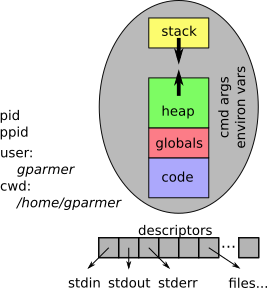 stack
heap
globals
code
cmd args
environ vars
pid
ppid
user:
gparmer
cwd:
/home/gparmer
descriptors
...
stdin stdout stderr files...